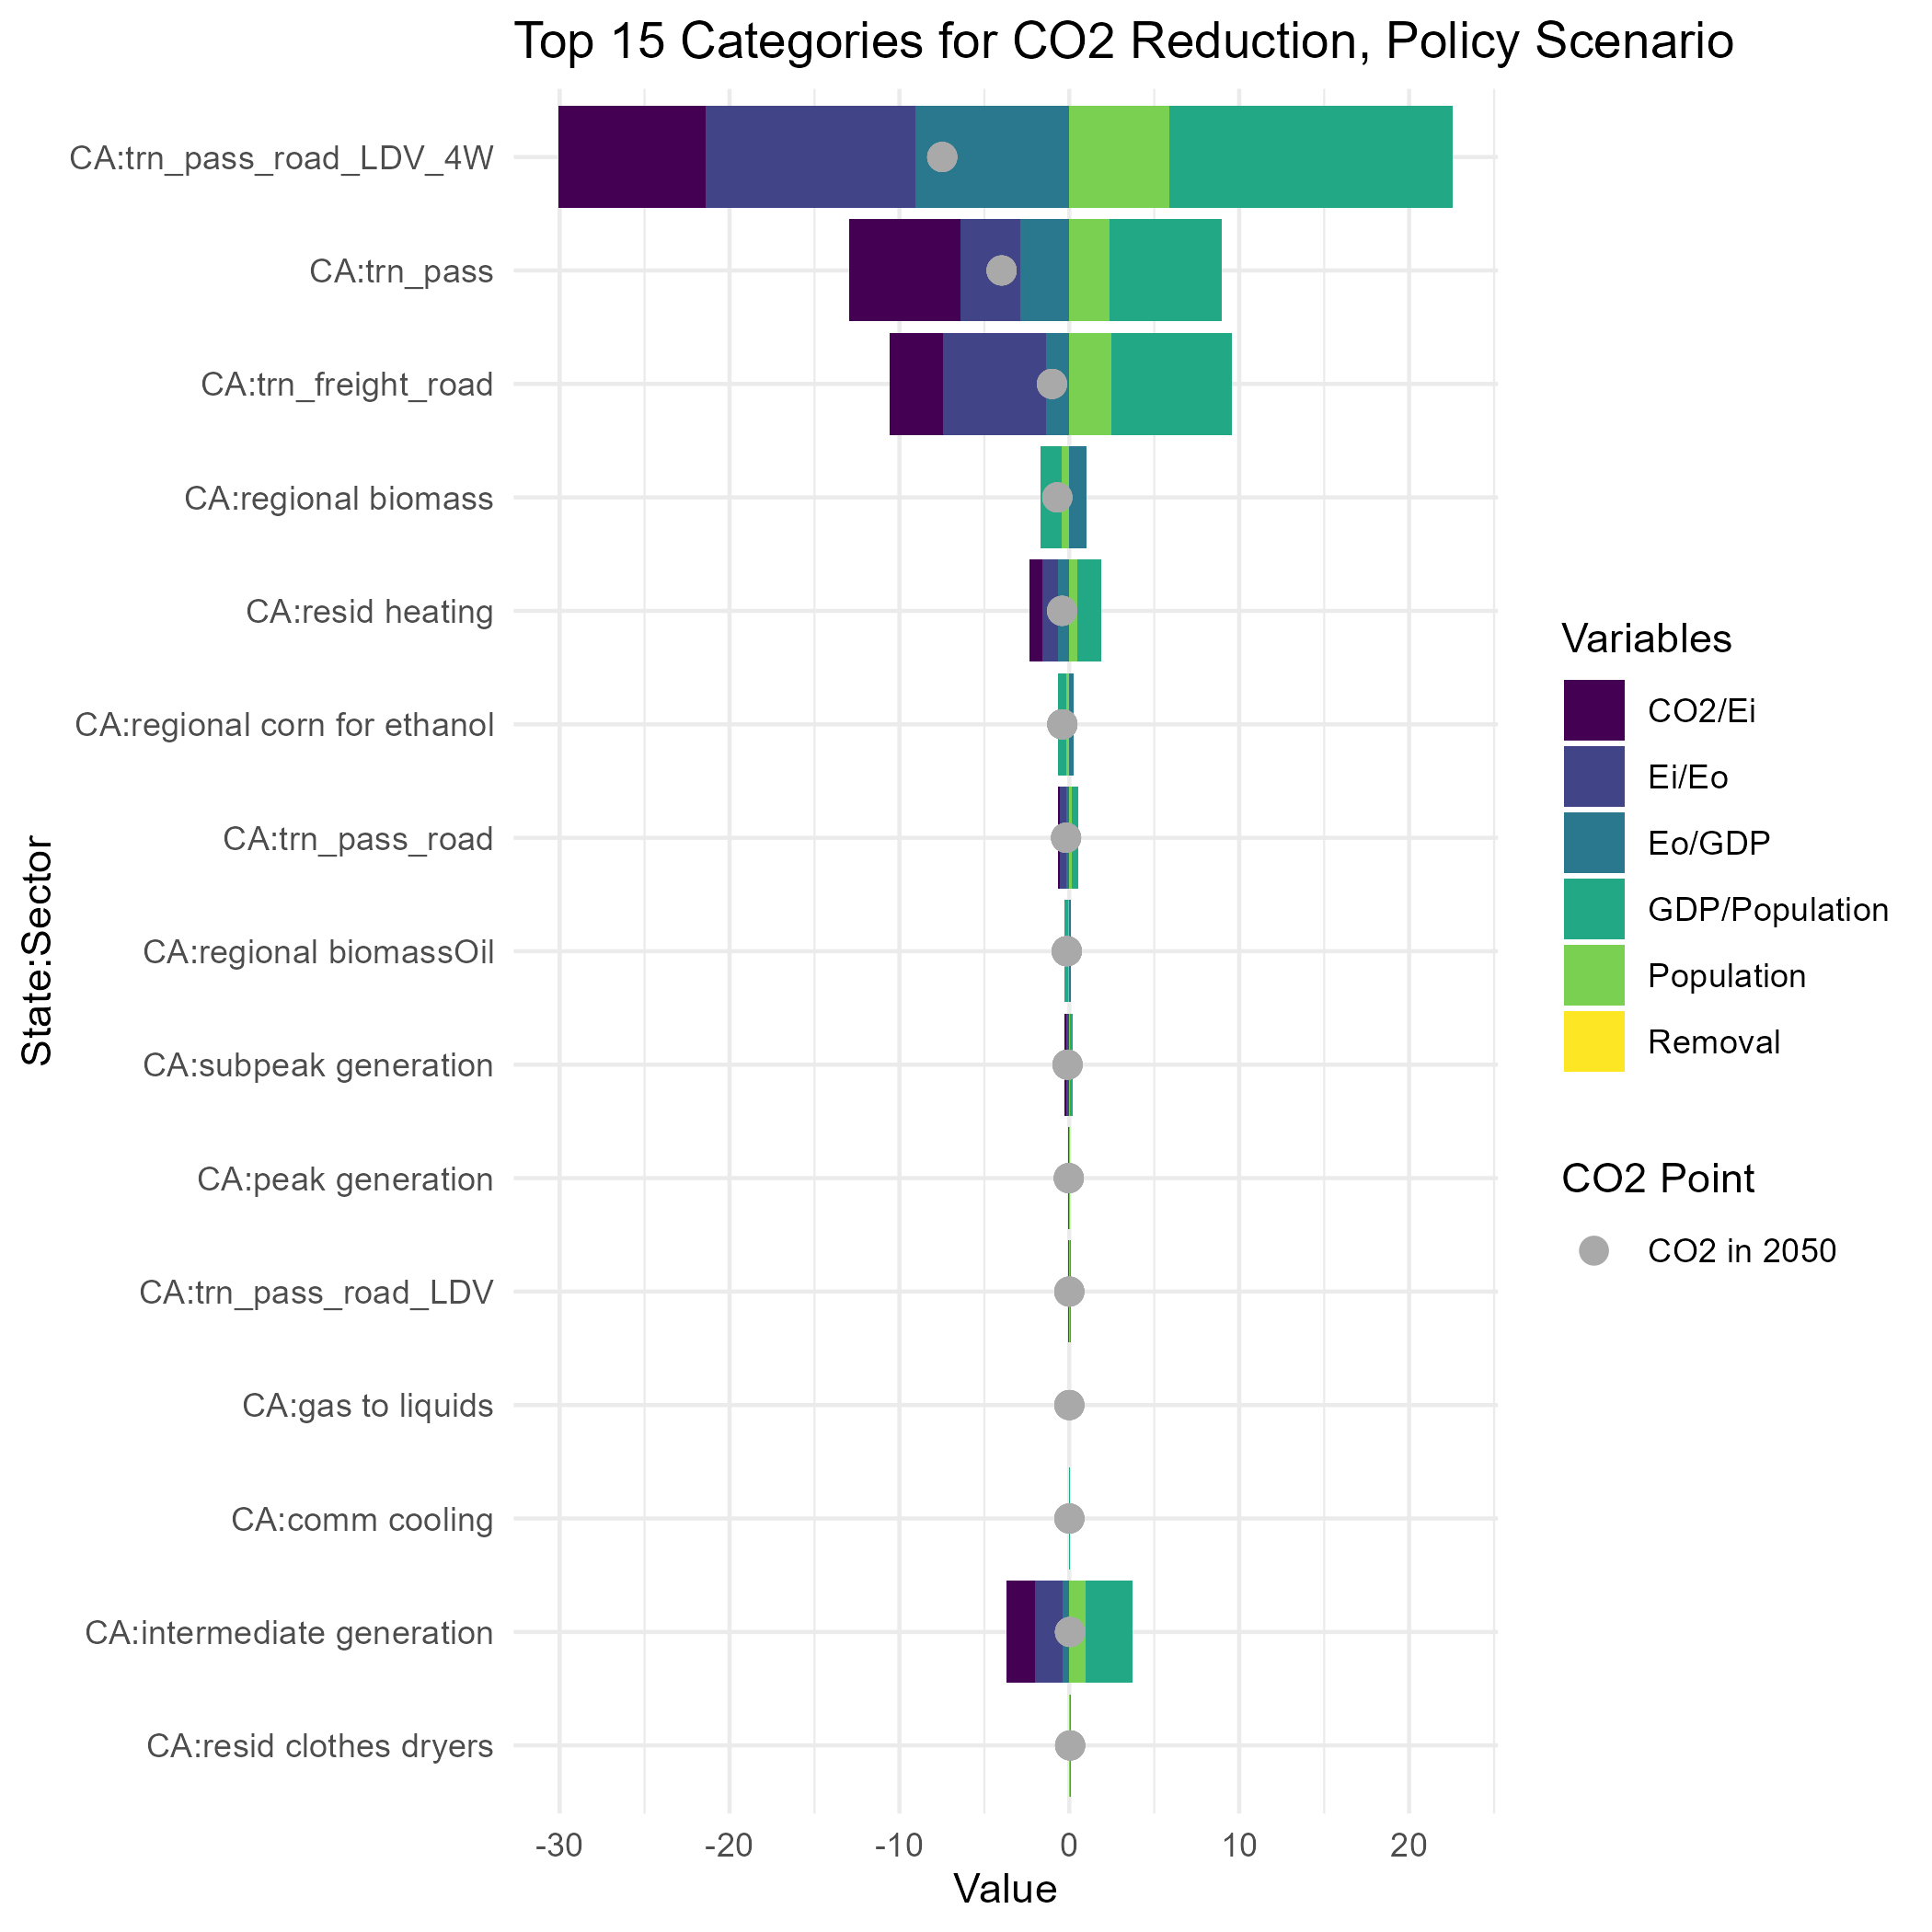 Top 15 Categories for CO2 Reduction, Policy Scenario
State:Sector
CA:trn_pass_road_LDV_4W
CA:trn_pass
CA:trn_freight_road
CA:regional biomass
CA:resid heating
CA:regional corn for ethanol
CA:trn_pass_road
CA:regional biomassOil
CA:subpeak generation
CA:peak generation
CA:trn_pass_road_LDV
CA:gas to liquids
CA:comm cooling
CA:intermediate generation
CA:resid clothes dryers
-30 -20 -10 0 10 20
Value
Variables
CO2/Ei
Ei/Eo
Eo/GDP
GDP/Population
Population
Removal
CO2 Point
CO2 in 2050